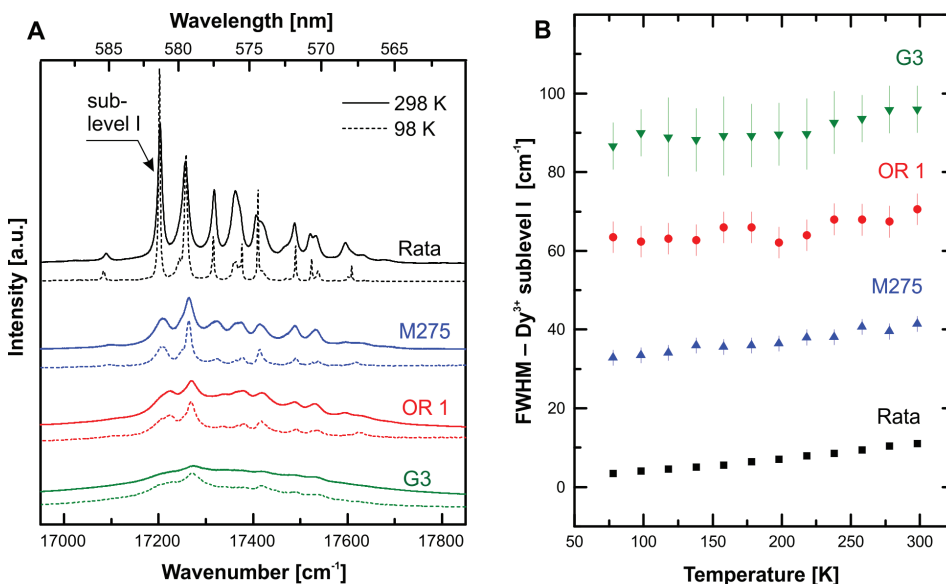 Wavelength [nm]
A
585 580 575 570 565
sub-
level I
298 K
98 K
Rata
M275
OR 1
G3
Intensity [a.u.]
17000 17200 17400 17600 17800
Wavenumber [cm⁻¹]
B
G3
OR 1
M275
Rata
FWHM – Dy³⁺ sublevel I [cm⁻¹]
100
80
60
40
20
0
50 100 150 200 250 300
Temperature [K]